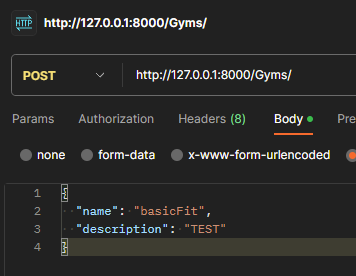 HTTP http://127.0.0.1:8000/Gyms/
POST http://127.0.0.1:8000/Gyms/
Params Authorization Headers (8) Body Pre
none form-data x-www-form-urlencoded
1 {
2 "name": "basicFit",
3 "description": "TEST"
4 }